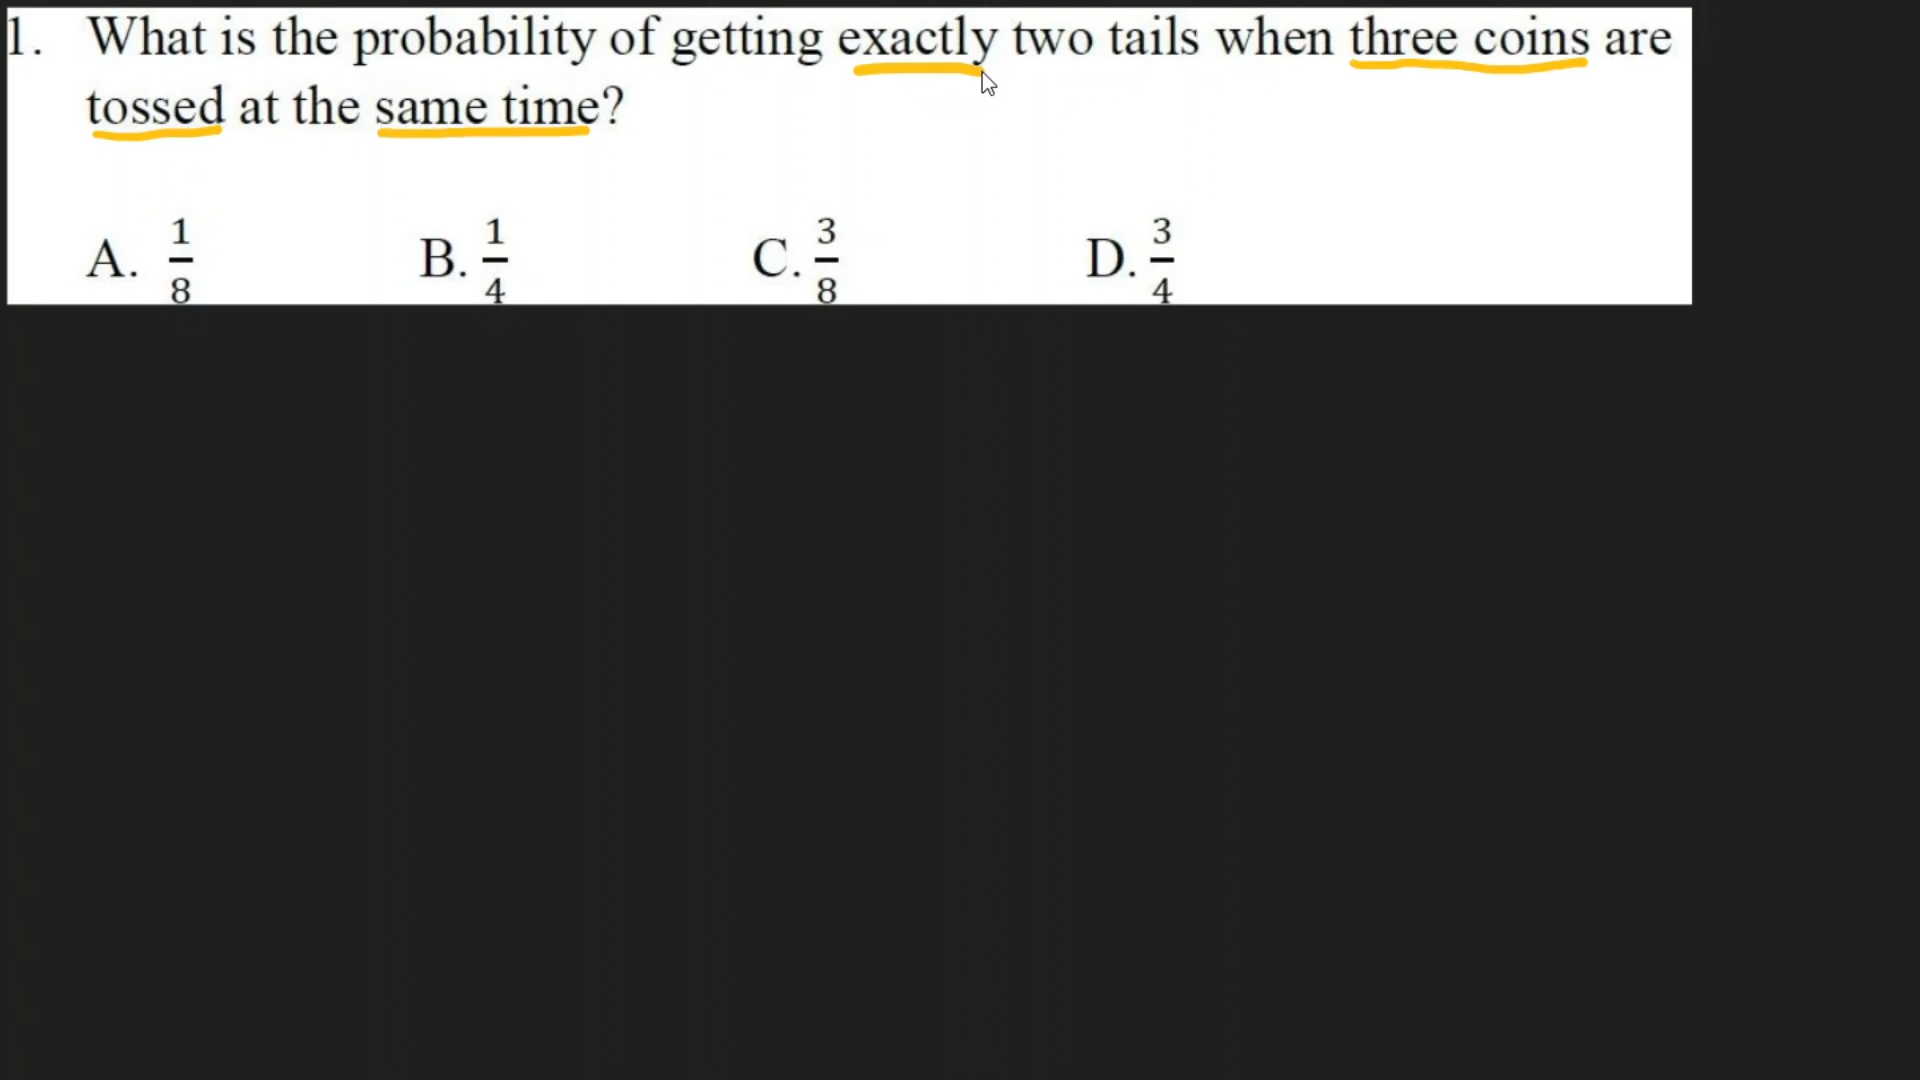 1. What is the probability of getting exactly two tails when three coins are
tossed at the same time?
A. 1/8 B. 1/4 C. 3/8 D. 3/4